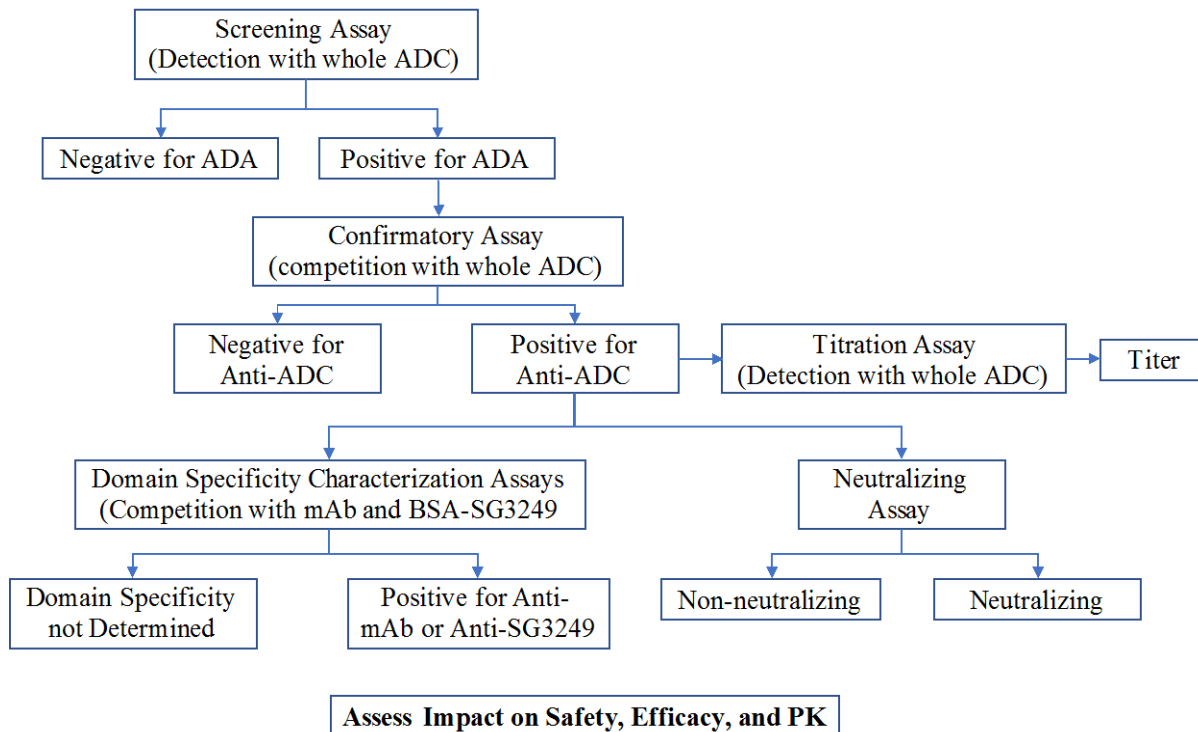 Screening Assay
(Detection with whole ADC)
Negative for ADA
Positive for ADA
Confirmatory Assay
(competition with whole ADC)
Negative for
Anti-ADC
Positive for
Anti-ADC
Titration Assay
(Detection with whole ADC)
Titer
Domain Specificity Characterization Assays
(Competition with mAb and BSA-SG3249
Neutralizing
Assay
Domain Specificity
not Determined
Positive for Anti-
mAb or Anti-SG3249
Non-neutralizing
Neutralizing
Assess Impact on Safety, Efficacy, and PK